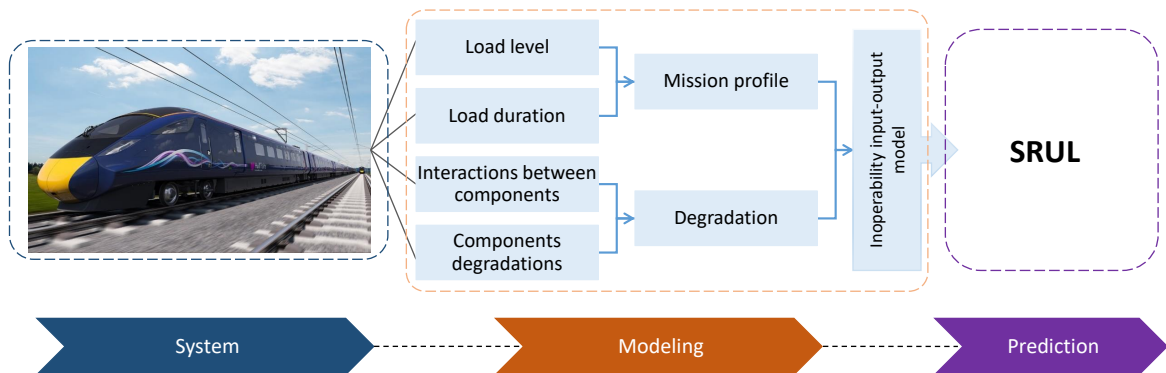 Load level
Load duration
Interactions between
components
Components
degradations
Mission profile
Degradation
Inoperability input-output
model
SRUL
System
Modeling
Prediction